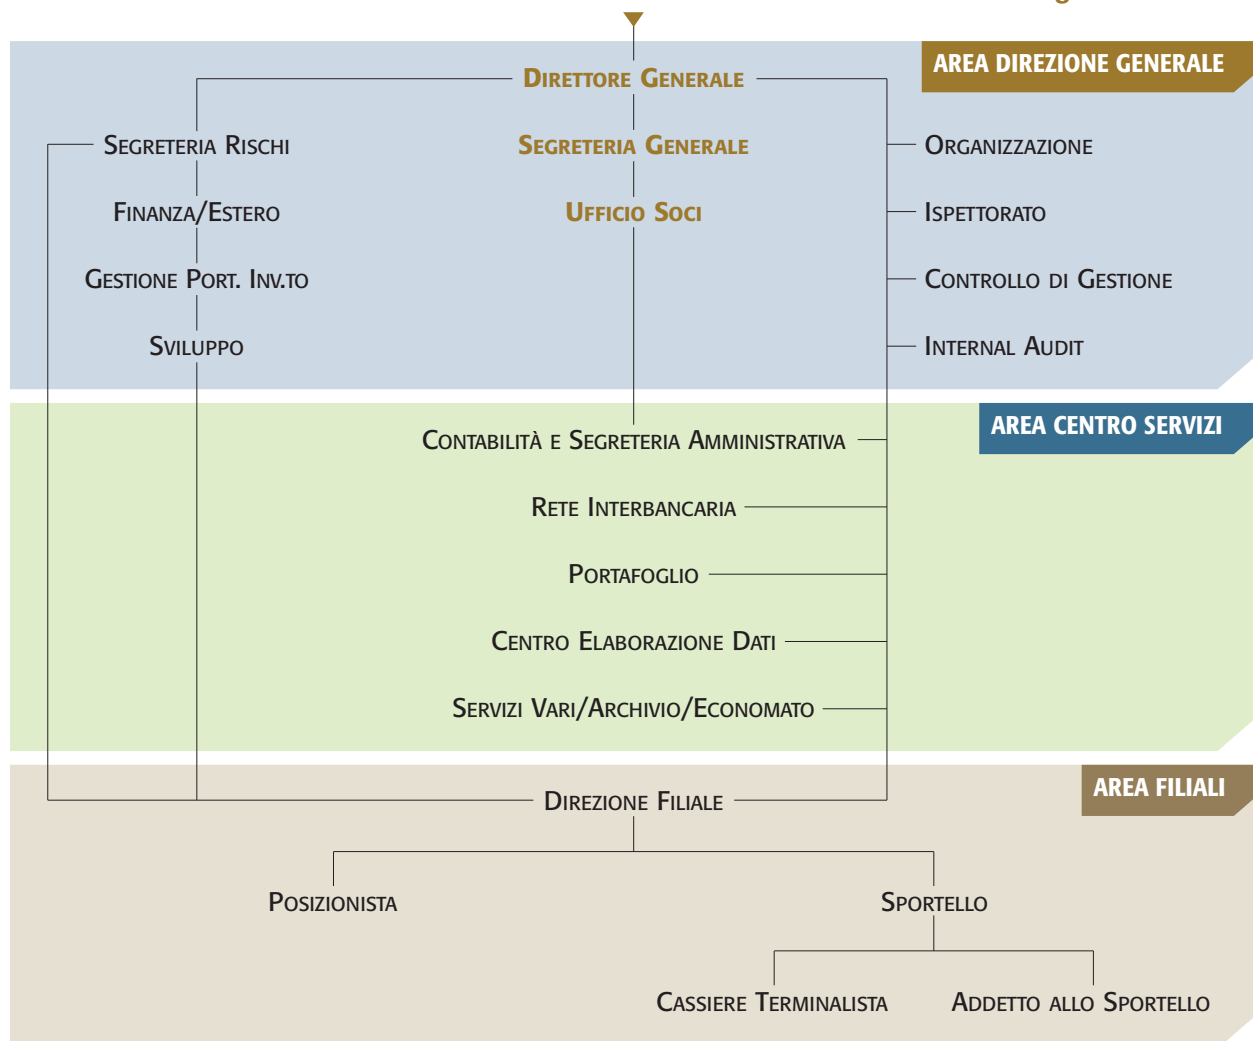 AREA DIREZIONE GENERALE
DIRETTORE GENERALE
SEGRETERIA RISCHI
SEGRETERIA GENERALE
ORGANIZZAZIONE
FINANZA/ESTERO
UFFICIO SOCI
ISPETTORATO
GESTIONE PORT. INV.TO
CONTROLLO DI GESTIONE
SVILUPPO
INTERNAL AUDIT
AREA CENTRO SERVIZI
CONTABILITÀ E SEGRETERIA AMMINISTRATIVA
RETE INTERBANCARIA
PORTAFOGLIO
CENTRO ELABORAZIONE DATI
SERVIZI VARI/ARCHIVIO/ECONOMATO
AREA FILIALI
DIREZIONE FILIALE
POSIZIONISTA
SPORTELLO
CASSIERE TERMINALISTA
ADDETTO ALLO SPORTELLO